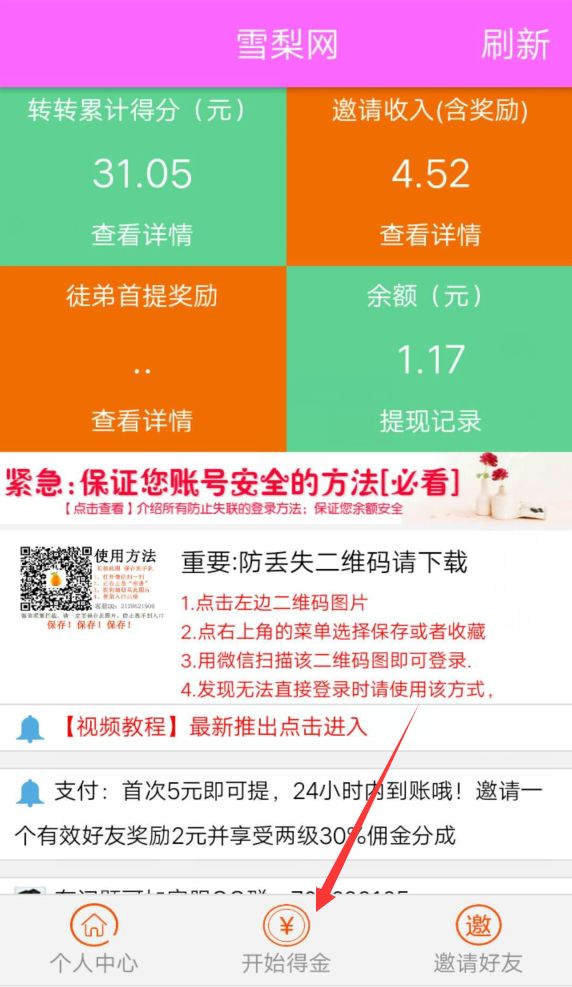 雪梨网
刷新
转转累计得分（元）
邀请收入(含奖励)
31.05
4.52
查看详情
查看详情
徒弟首提奖励
余额（元）
..
1.17
查看详情
提现记录
紧急:保证您账号安全的方法[必看]
【点击查看】介绍所有防止失联的登录方法；保证您余额安全
使用方法
保存！保存！保存！
重要:防丢失二维码请下载
1.点击左边二维码图片
2.点右上角的菜单选择保存或者收藏
3.用微信扫描该二维码图即可登录.
4.发现无法直接登录时请使用该方式，
【视频教程】最新推出点击进入
支付：首次5元即可提，24小时内到账哦！邀请一
个有效好友奖励2元并享受两级30%佣金分成
¥
邀
个人中心
开始得金
邀请好友